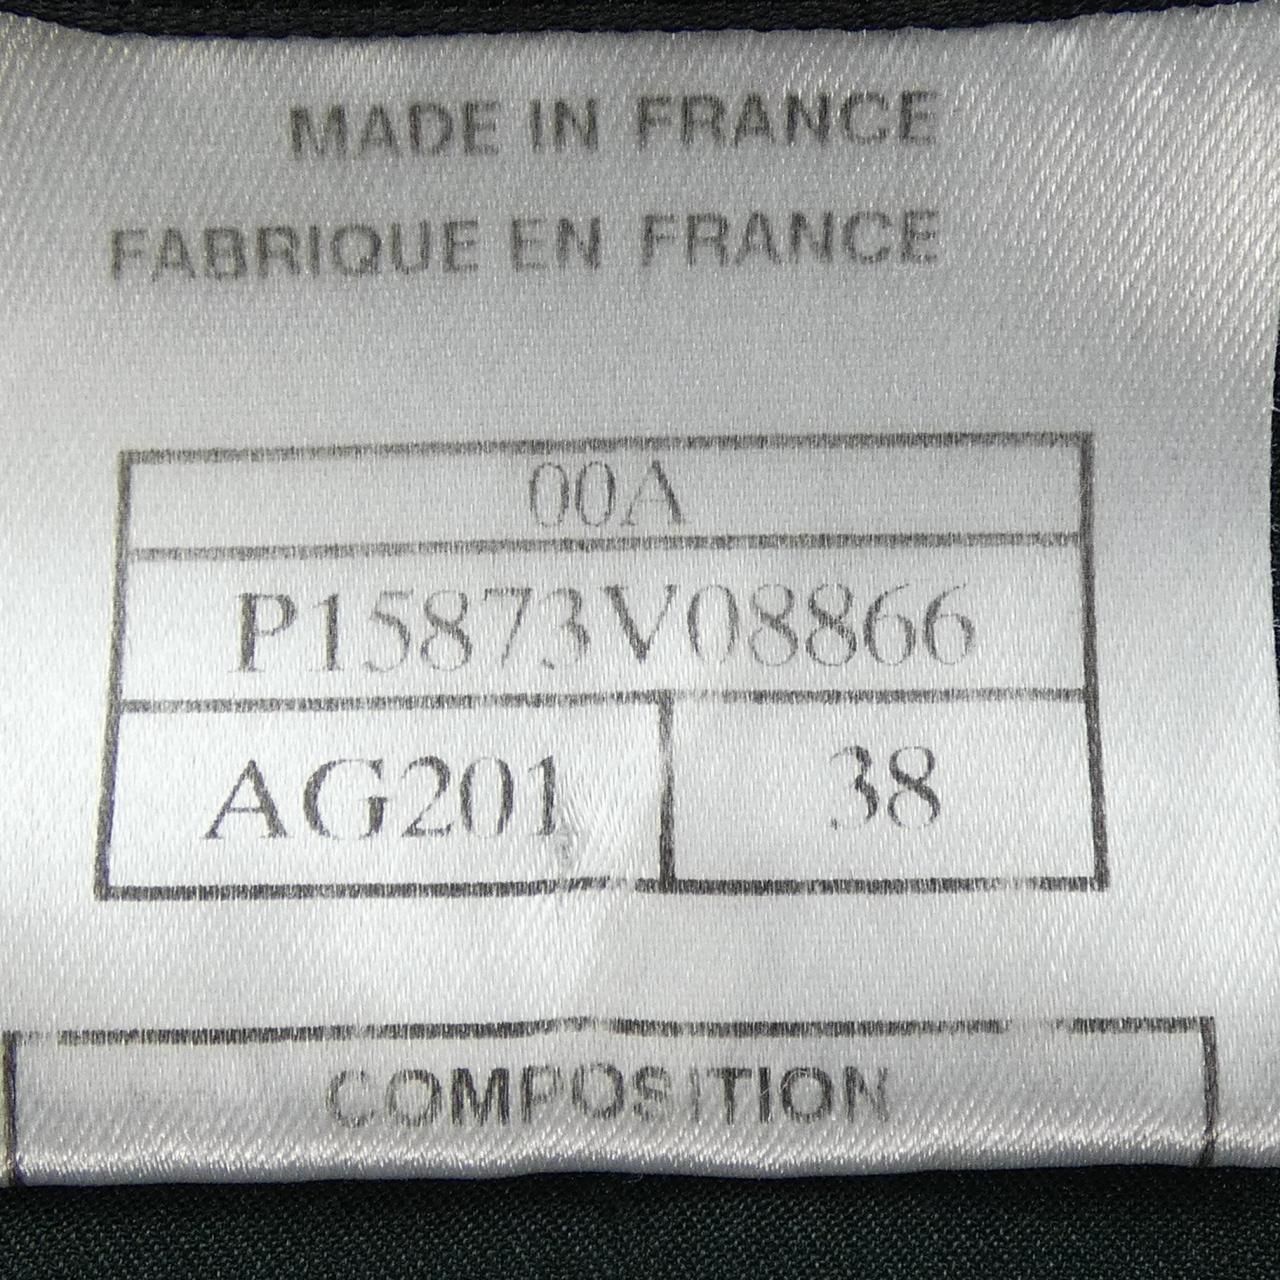 MADE IN FRANCE
FABRIQUE EN FRANCE
00A
P15873V08866
AG201 38
COMPOSITION